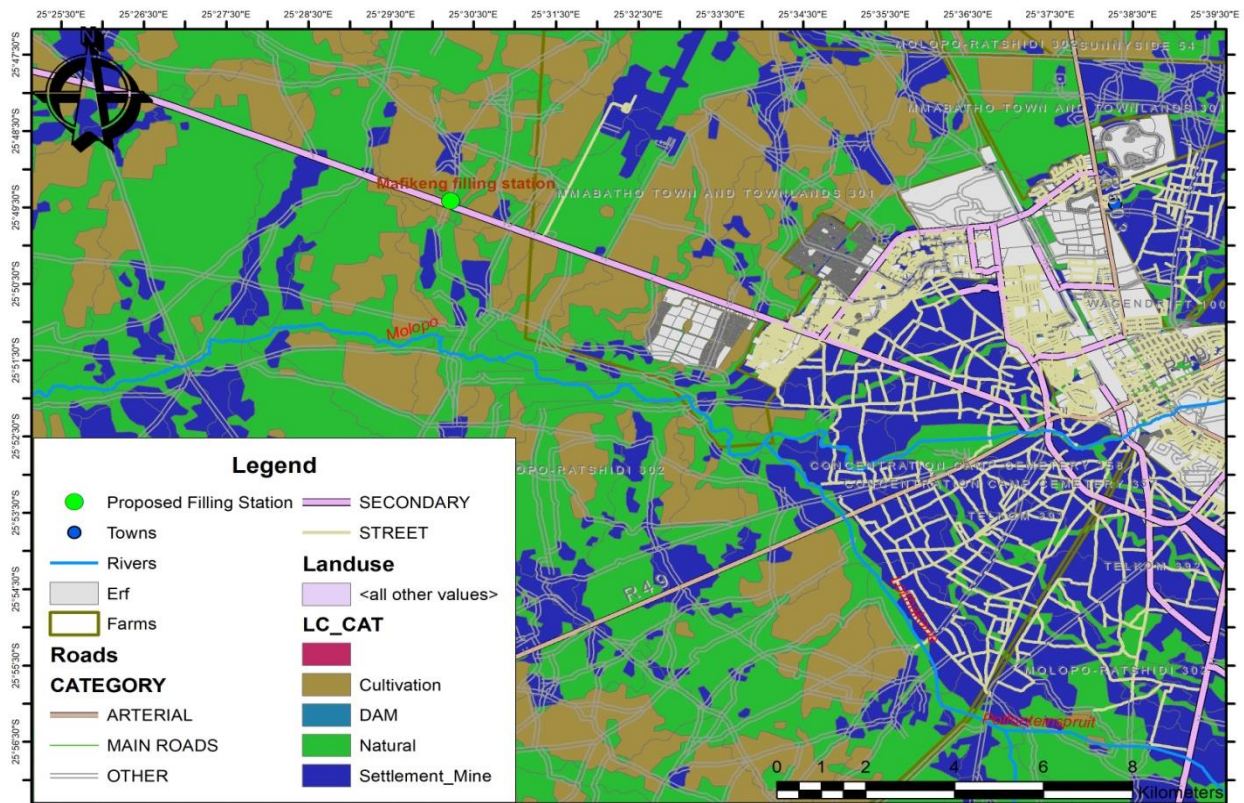 25°25'30"E 25°26'30"E 25°27'30"E 25°28'30"E 25°29'30"E 25°30'30"E 25°31'30"E 25°32'30"E 25°33'30"E 25°34'30"E 25°35'30"E 25°36'30"E 25°37'30"E 25°38'30"E 25°39'30"E
N
MOLOPO-RATSHIDI 302
SUNNYSIDE 54
25°47'30"S
MMABATHO TOWN AND TOWNLANDS 301
25°48'30"S
Mafikeng filling station
MMABATHO TOWN AND TOWNLANDS 301
25°49'30"S
25°50'30"S
WAGENDRIFT 100
Molopo
R49
25°51'30"S
25°52'30"S
OLOPO-RATSHIDI 302
CONCENTRATION CAMP CEMETERY 358
CONCENTRATION CAMP CEMETERY
25°53'30"S
TELKOM
TELKOM 392
25°54'30"S
R49
25°55'30"S
MOLOPO-RATSHIDI 302
25°56'30"S
Legend
Proposed Filling Station
Towns
Rivers
Erf
Farms
Roads
CATEGORY
ARTERIAL
MAIN ROADS
OTHER
SECONDARY
STREET
Landuse
<all other values>
LC_CAT
Cultivation
DAM
Natural
Settlement_Mine
0 1 2 4 6 8
Kilometers